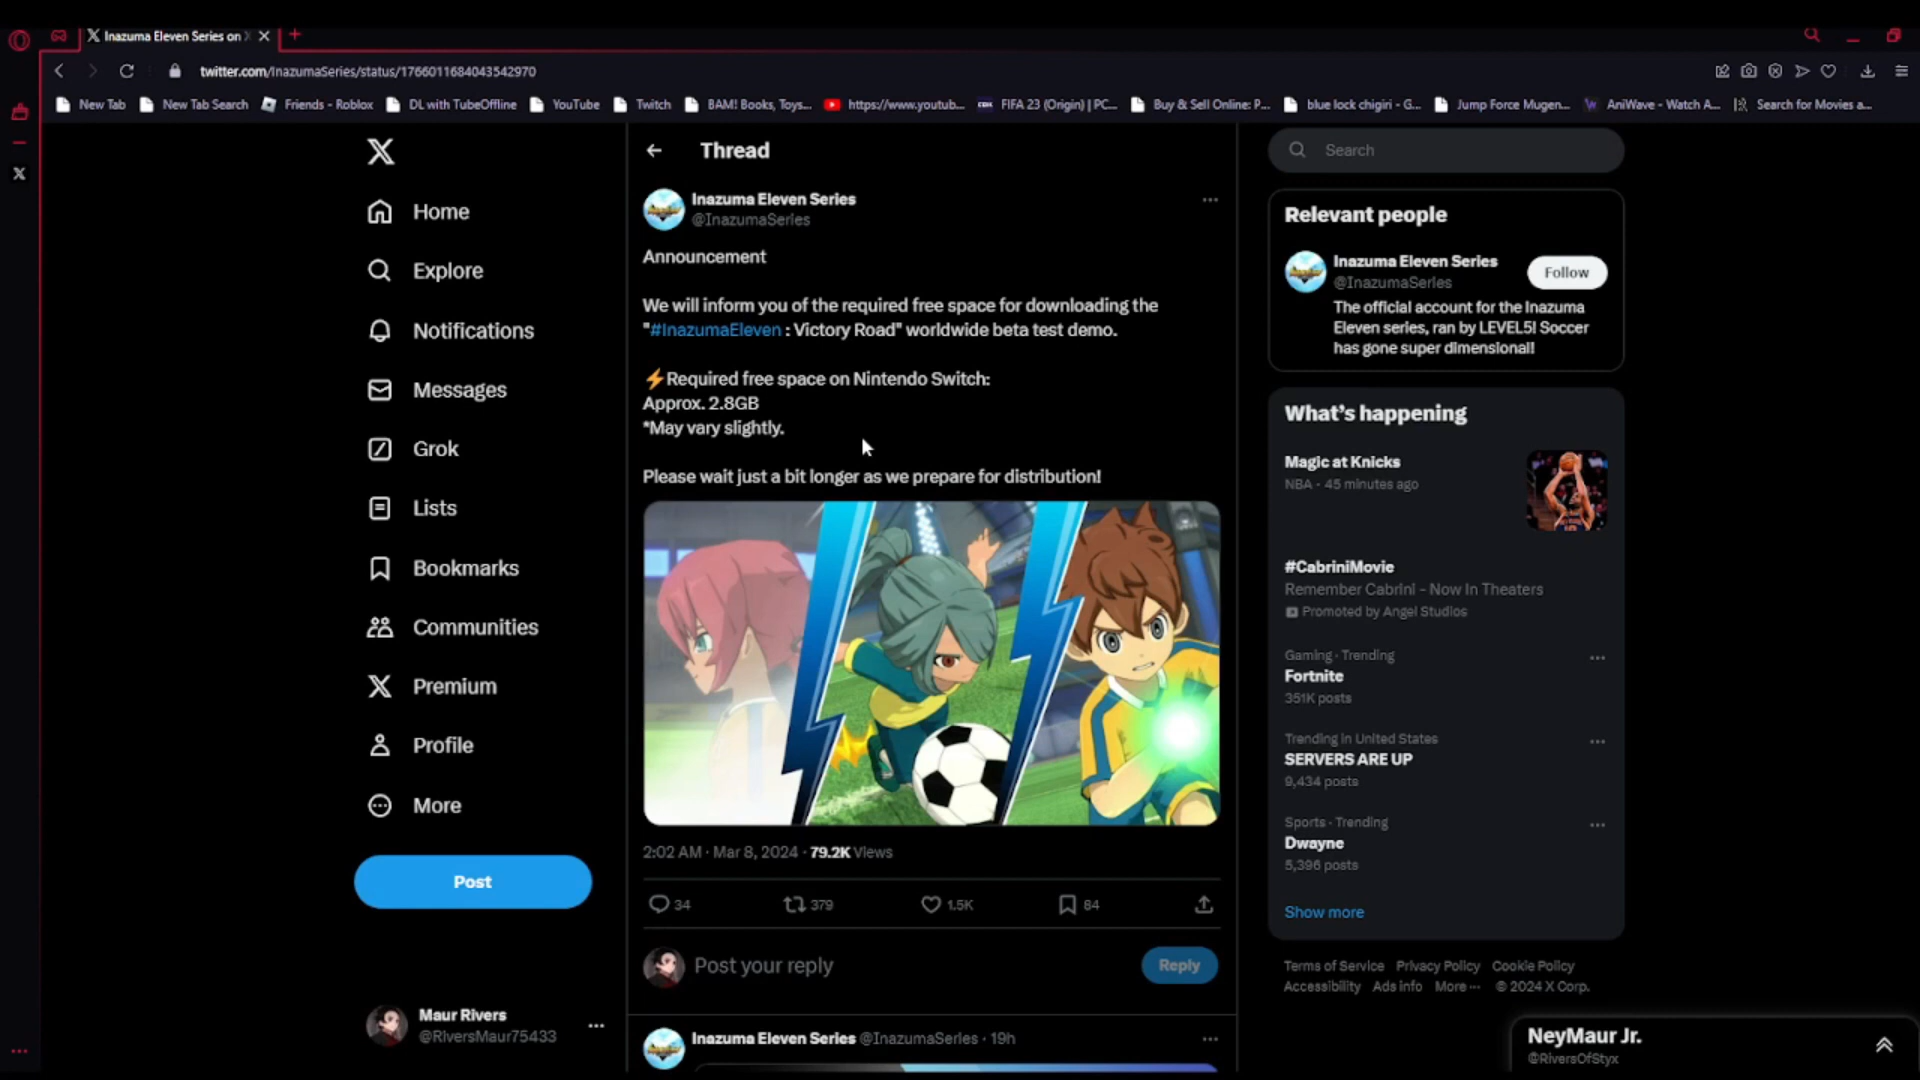 Inazuma Eleven Series on X
twitter.com/InazumaSeries/status/1766011684043542970
New Tab
New Tab Search
Friends - Roblox
DL with TubeOffline
YouTube
Twitch
BAM! Books, Toys...
https://www.youtub...
FIFA 23 (Origin) | PC...
Buy & Sell Online: P...
blue lock chigiri - G...
Jump Force Mugen...
AniWave - Watch A...
Search for Movies a...
Home
Explore
Notifications
Messages
Grok
Lists
Bookmarks
Communities
Premium
Profile
More
Post
Maur Rivers
@RiversMaur75433
Thread
Inazuma Eleven Series
@InazumaSeries
Announcement
We will inform you of the required free space for downloading the
"#InazumaEleven : Victory Road" worldwide beta test demo.
⚡Required free space on Nintendo Switch:
Approx. 2.8GB
*May vary slightly.
Please wait just a bit longer as we prepare for distribution!
2:02 AM · Mar 8, 2024 · 79.2K Views
34
379
1.5K
84
Post your reply
Reply
Inazuma Eleven Series @InazumaSeries · 19h
Search
Relevant people
Inazuma Eleven Series
@InazumaSeries
Follow
The official account for the Inazuma
Eleven series, ran by LEVEL5! Soccer
has gone super dimensional!
What's happening
Magic at Knicks
NBA · 45 minutes ago
#CabriniMovie
Remember Cabrini – Now In Theaters
Promoted by Angel Studios
Gaming · Trending
Fortnite
351K posts
Trending in United States
SERVERS ARE UP
9,434 posts
Sports · Trending
Dwayne
5,396 posts
Show more
Terms of Service Privacy Policy Cookie Policy
Accessibility Ads info More ··· © 2024 X Corp.
NeyMaur Jr.
@RiversOfStyx